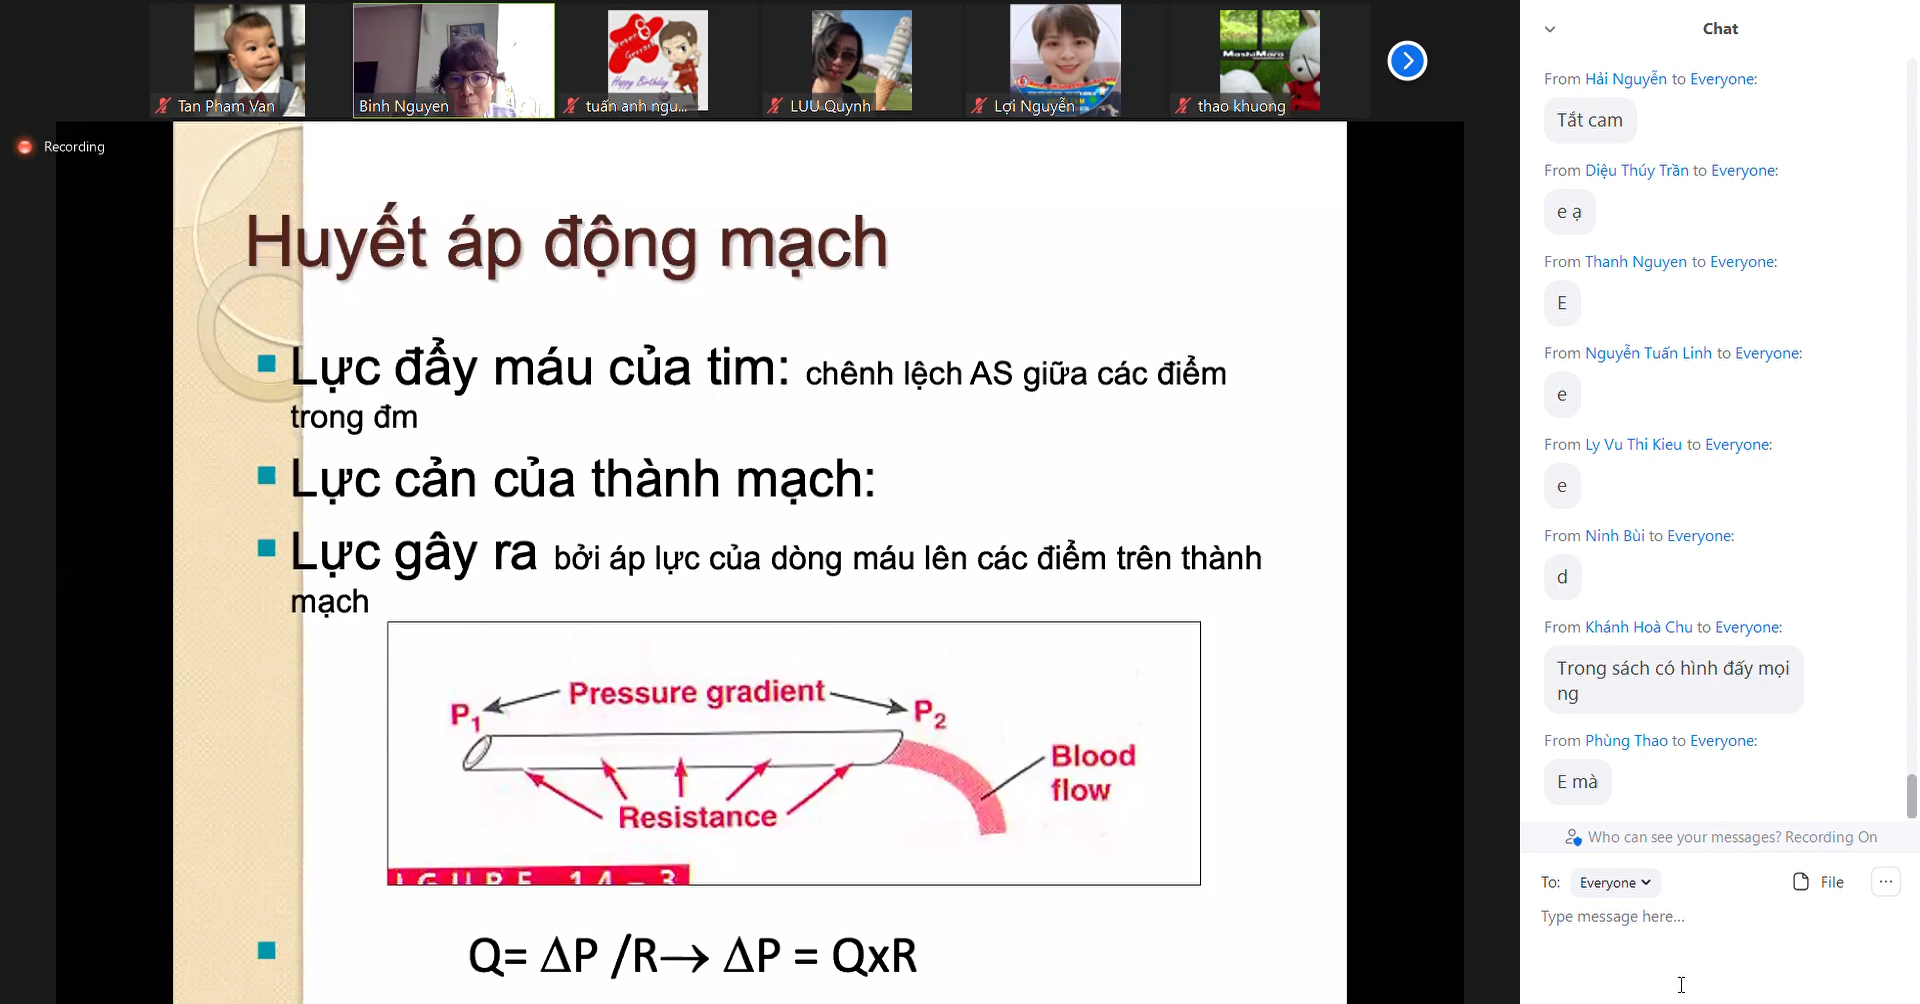 Tan Pham Van
Binh Nguyen
Happy Birthday
tuấn anh ngu...
LUU Quynh
Lợi Nguyễn
MashiMaro
thao khuong
Recording
Huyết áp động mạch
Lực đẩy máu của tim: chênh lệch AS giữa các điểm
trong đm
Lực cản của thành mạch:
Lực gây ra bởi áp lực của dòng máu lên các điểm trên thành
mạch
Pressure gradient
P1
P2
Blood
flow
Resistance
IGURE 14-3
Q= ΔP /R→ ΔP = QxR
Chat
From Hải Nguyễn to Everyone:
Tắt cam
From Diệu Thúy Trần to Everyone:
e ạ
From Thanh Nguyen to Everyone:
E
From Nguyễn Tuấn Linh to Everyone:
e
From Ly Vu Thi Kieu to Everyone:
e
From Ninh Bùi to Everyone:
d
From Khánh Hoà Chu to Everyone:
Trong sách có hình đấy mọi
ng
From Phùng Thao to Everyone:
E mà
Who can see your messages? Recording On
To: Everyone File
Type message here...